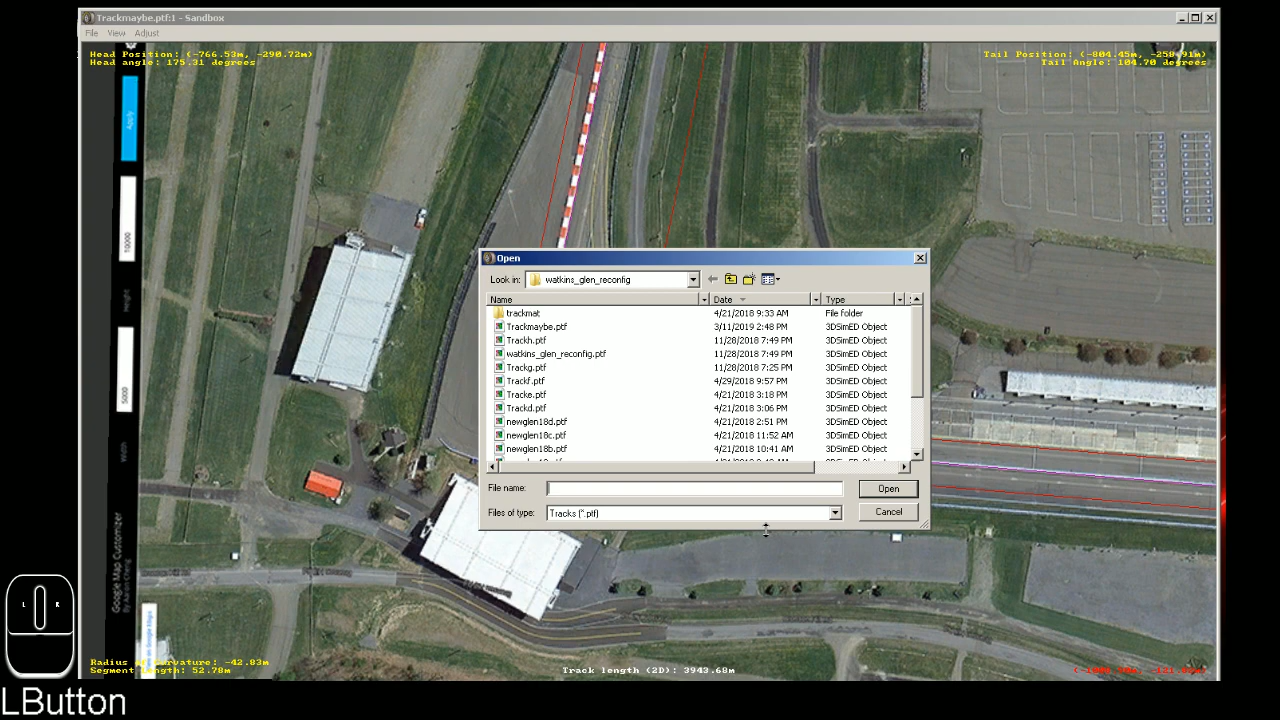 Trackmaybe.ptf:1 - Sandbox
File View Adjust
Head Position: (-766.53m, -290.72m)
Head angle: 175.31 degrees
Tail Position: (-804.45m, -258.91m)
Tail Angle: 104.70 degrees
Apply
10000
Height
5000
Width
Google Map Customizer
By Aaron Cheng
Open
Look in: watkins_glen_reconfig
Name Date Type
trackmat 4/21/2018 9:33 AM File folder
Trackmaybe.ptf 3/11/2019 2:48 PM 3DSimED Object
Trackh.ptf 11/28/2018 7:49 PM 3DSimED Object
watkins_glen_reconfig.ptf 11/28/2018 7:49 PM 3DSimED Object
Trackg.ptf 11/28/2018 7:25 PM 3DSimED Object
Trackf.ptf 4/29/2018 9:57 PM 3DSimED Object
Tracke.ptf 4/21/2018 3:18 PM 3DSimED Object
Trackd.ptf 4/21/2018 3:06 PM 3DSimED Object
newglen18d.ptf 4/21/2018 2:51 PM 3DSimED Object
newglen18c.ptf 4/21/2018 11:52 AM 3DSimED Object
newglen18b.ptf 4/21/2018 10:41 AM 3DSimED Object
File name: Open
Files of type: Tracks (*.ptf) Cancel
Radius of curvature: -42.83m
Segment Length: 52.78m
Track length (2D): 3943.68m
L R
LButton